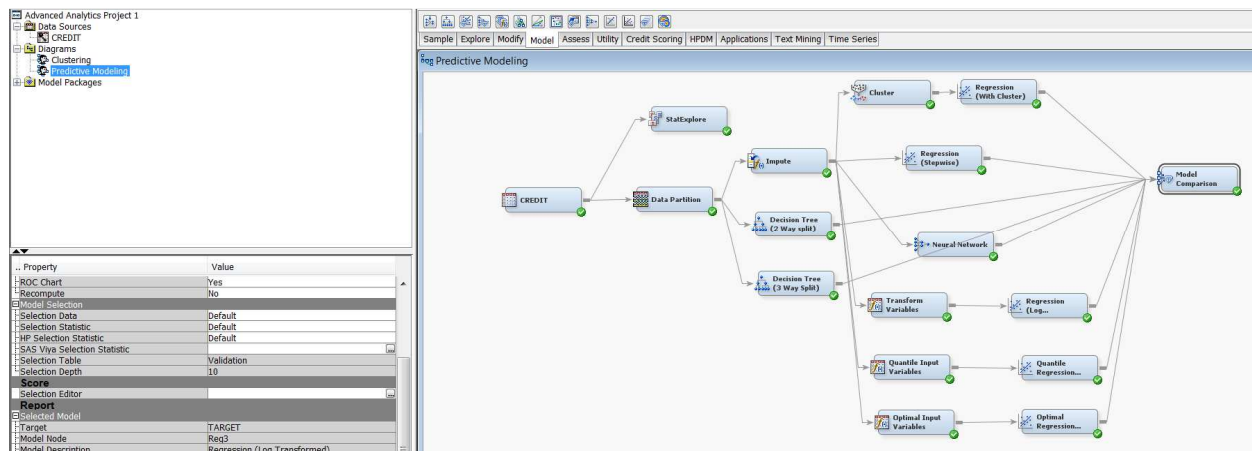 Advanced Analytics Project 1
Data Sources
CREDIT
Diagrams
Clustering
Predictive Modeling
Model Packages
.. Property Value
ROC Chart Yes
Recompute No
Model Selection
Selection Data Default
Selection Statistic Default
HP Selection Statistic Default
SAS Viya Selection Statistic
Selection Table Validation
Selection Depth 10
Score
Selection Editor
Report
Selected Model
Target TARGET
Model Node Reg3
Model Description Regression (Log Transformed)
Sample Explore Modify Model Assess Utility Credit Scoring HPDM Applications Text Mining Time Series
Predictive Modeling
Cluster
Regression
(With Cluster)
StatExplore
Impute
Regression
(Stepwise)
Model
Comparison
CREDIT
Data Partition
Decision Tree
(2 Way split)
Neural Network
Decision Tree
(3 Way Split)
Transform
Variables
Regression
(Log...
Quantile Input
Variables
Quantile
Regression...
Optimal Input
Variables
Optimal
Regression...